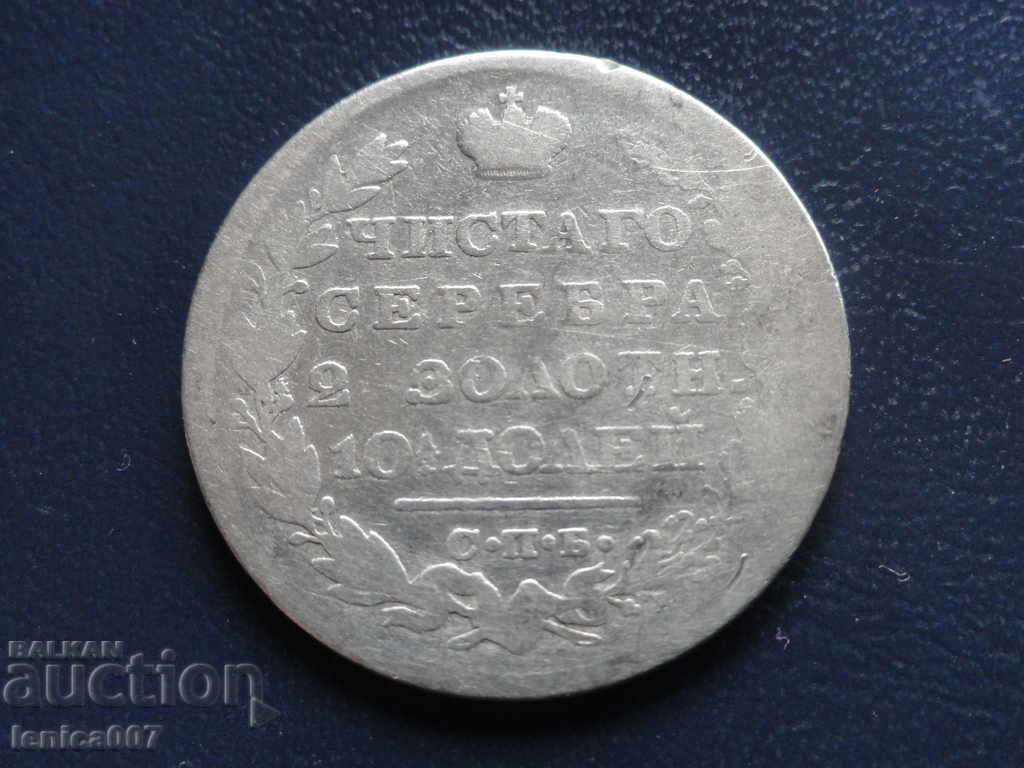 ЧИСТАГО
СЕРЕБРА
2 ЗОЛОТН.
10½ ДОЛЕЙ
С·П·Б·
BALKAN
auction
lenica007